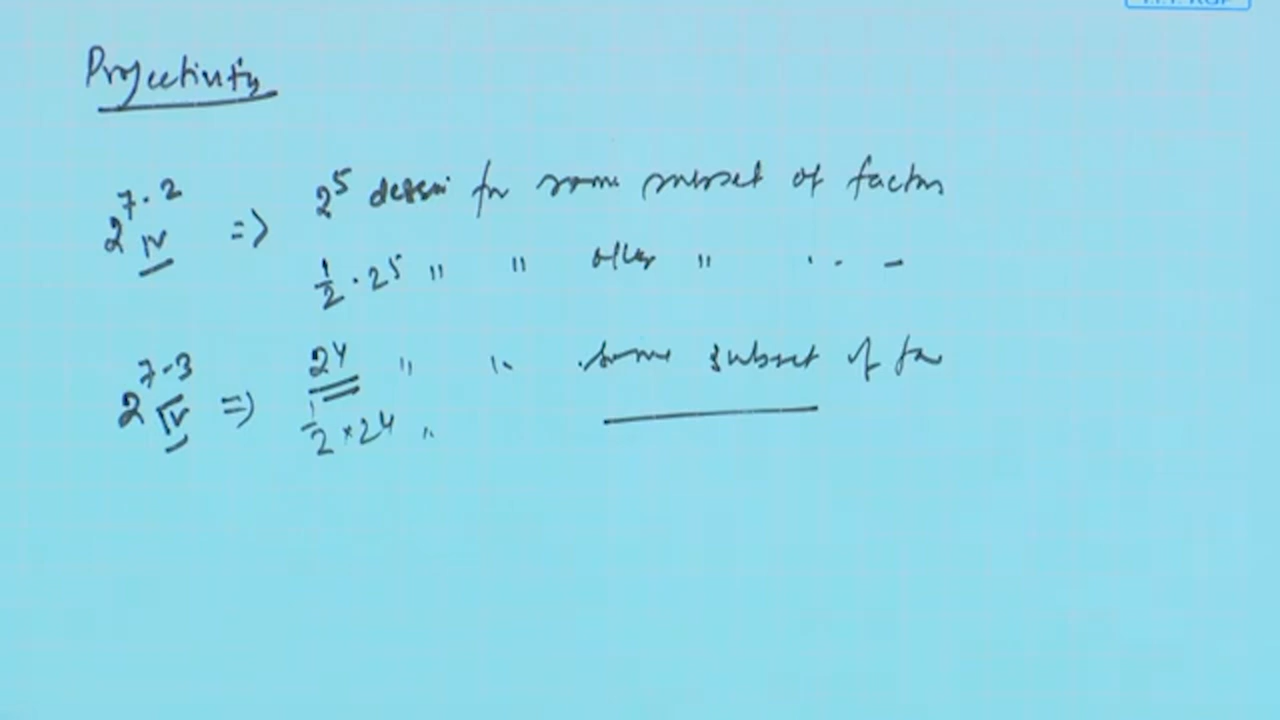 I.I.T. KGP
Projectivity
2^{7-2}_{IV} => 2^5 design for some subset of factors
1/2 · 2^5 " " other " . . -
2^{7-3}_{IV} => 2^4 " " some subset of fa
1/2 × 2^4 "